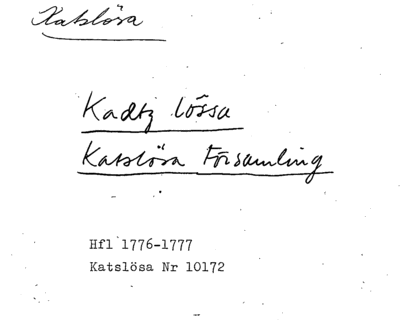 Katslösa
Kadtz lössa
Katslösa Församling
Hfl 1776-1777
Katslösa Nr 10172